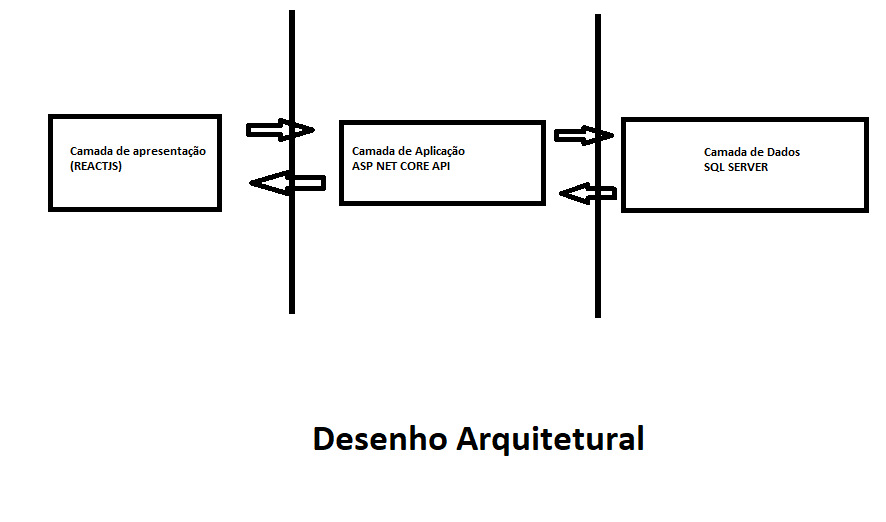 Camada de apresentação
(REACTJS)
Camada de Aplicação
ASP NET CORE API
Camada de Dados
SQL SERVER
Desenho Arquitetural